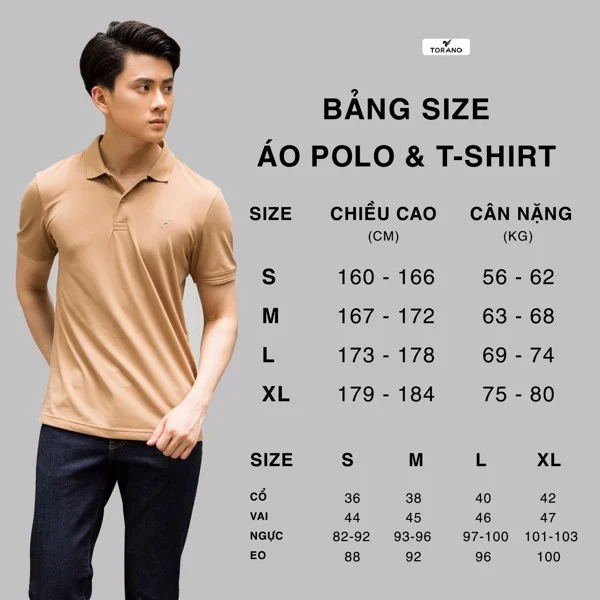 TORANO
BẢNG SIZE
ÁO POLO & T-SHIRT
SIZE CHIỀU CAO CÂN NẶNG
(CM) (KG)
S 160 - 166 56 - 62
M 167 - 172 63 - 68
L 173 - 178 69 - 74
XL 179 - 184 75 - 80
SIZE S M L XL
CỔ 36 38 40 42
VAI 44 45 46 47
NGỰC 82-92 93-96 97-100 101-103
EO 88 92 96 100